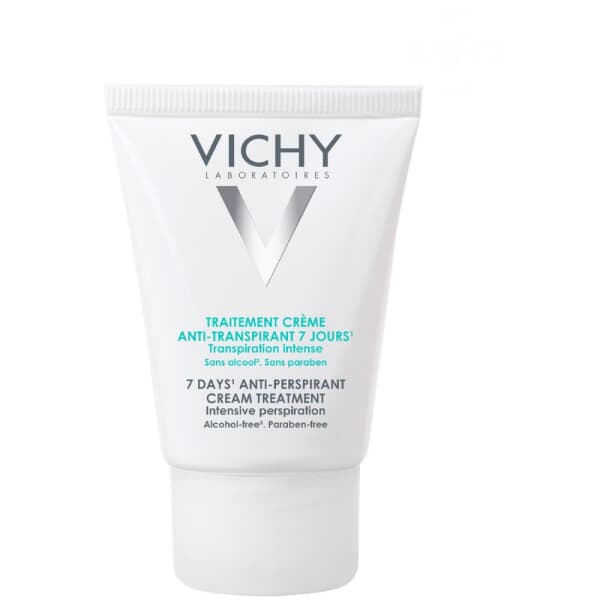 VICHY
LABORATOIRES
TRAITEMENT CRÈME
ANTI-TRANSPIRANT 7 JOURS¹
Transpiration intense
Sans alcool². Sans paraben
7 DAYS¹ ANTI-PERSPIRANT
CREAM TREATMENT
Intensive perspiration
Alcohol-free². Paraben-free